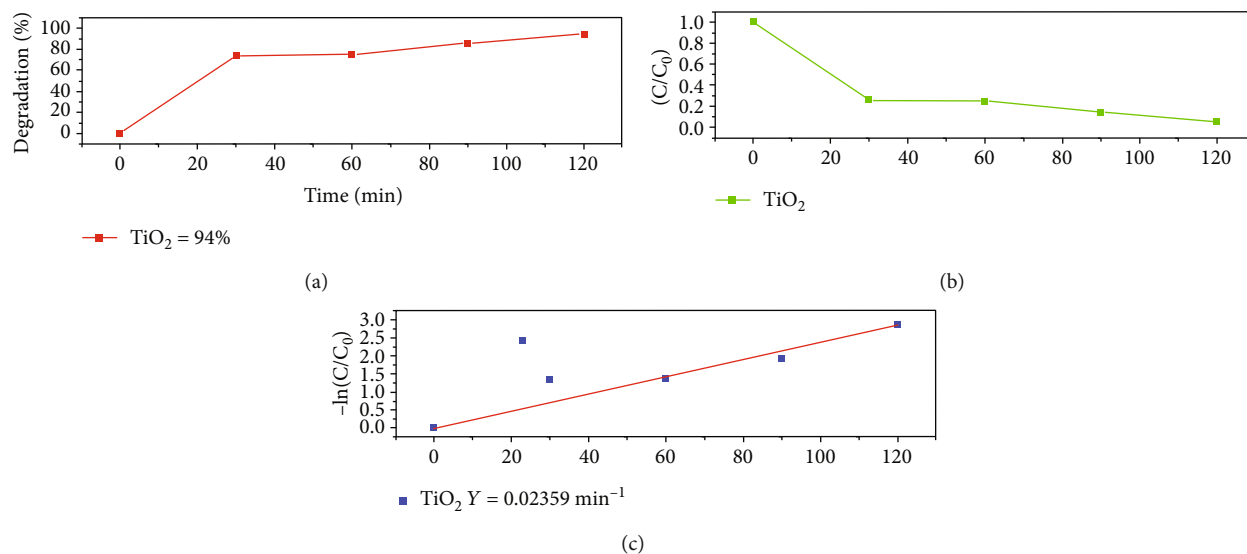 Degradation (%)
100
80
60
40
20
0
0 20 40 60 80 100 120
Time (min)
TiO₂ = 94%
(a)
(C/C₀)
1.0
0.8
0.6
0.4
0.2
0.0
0 20 40 60 80 100 120
TiO₂
(b)
–ln(C/C₀)
3.0
2.5
2.0
1.5
1.0
0.5
0.0
0 20 40 60 80 100 120
TiO₂ Y = 0.02359 min⁻¹
(c)